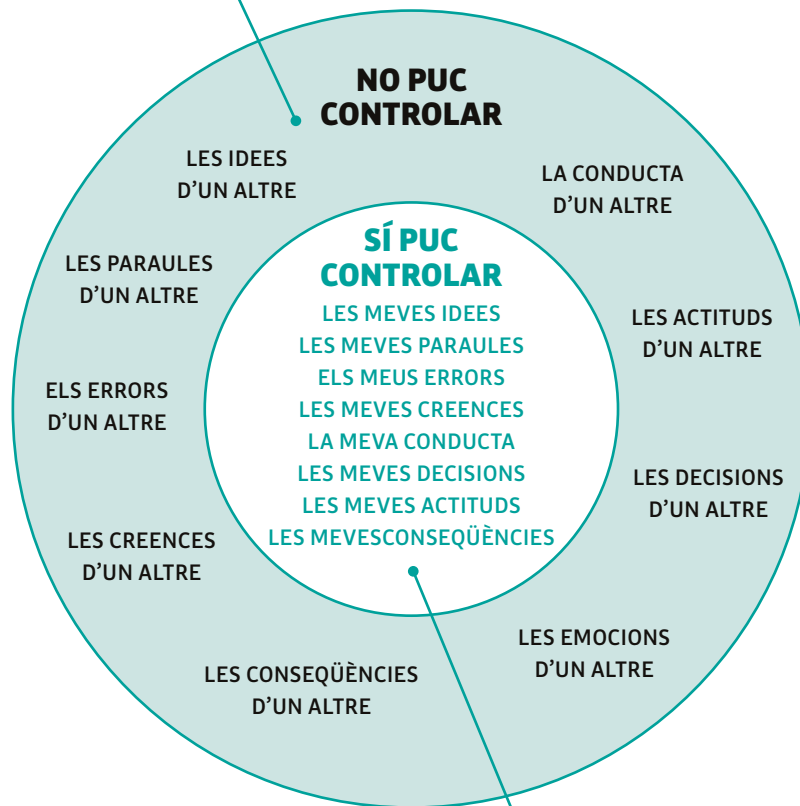 NO PUC
CONTROLAR
LES IDEES
D'UN ALTRE
LA CONDUCTA
D'UN ALTRE
LES PARAULES
D'UN ALTRE
SÍ PUC
CONTROLAR
LES MEVES IDEES
LES MEVES PARAULES
ELS MEUS ERRORS
LES MEVES CREENCES
LA MEVA CONDUCTA
LES MEVES DECISIONS
LES MEVES ACTITUDS
LES MEVESCONSEQÜÈNCIES
LES ACTITUDS
D'UN ALTRE
ELS ERRORS
D'UN ALTRE
LES DECISIONS
D'UN ALTRE
LES CREENCES
D'UN ALTRE
LES EMOCIONS
D'UN ALTRE
LES CONSEQÜÈNCIES
D'UN ALTRE